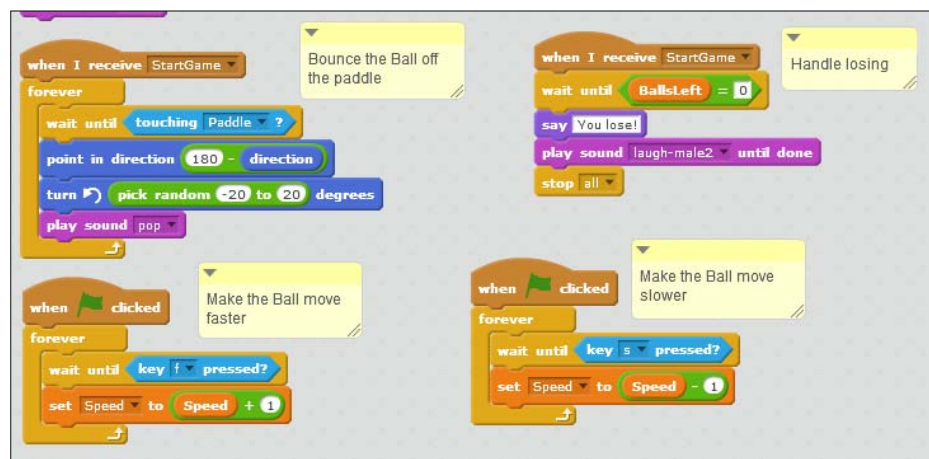 when I receive StartGame
forever
wait until touching Paddle ?
point in direction 180 - direction
turn pick random -20 to 20 degrees
play sound pop
Bounce the Ball off
the paddle
when I receive StartGame
wait until BallsLeft = 0
say You lose!
play sound laugh-male2 until done
stop all
Handle losing
when clicked
forever
wait until key f pressed?
set Speed to Speed + 1
Make the Ball move
faster
when clicked
forever
wait until key s pressed?
set Speed to Speed - 1
Make the Ball move
slower